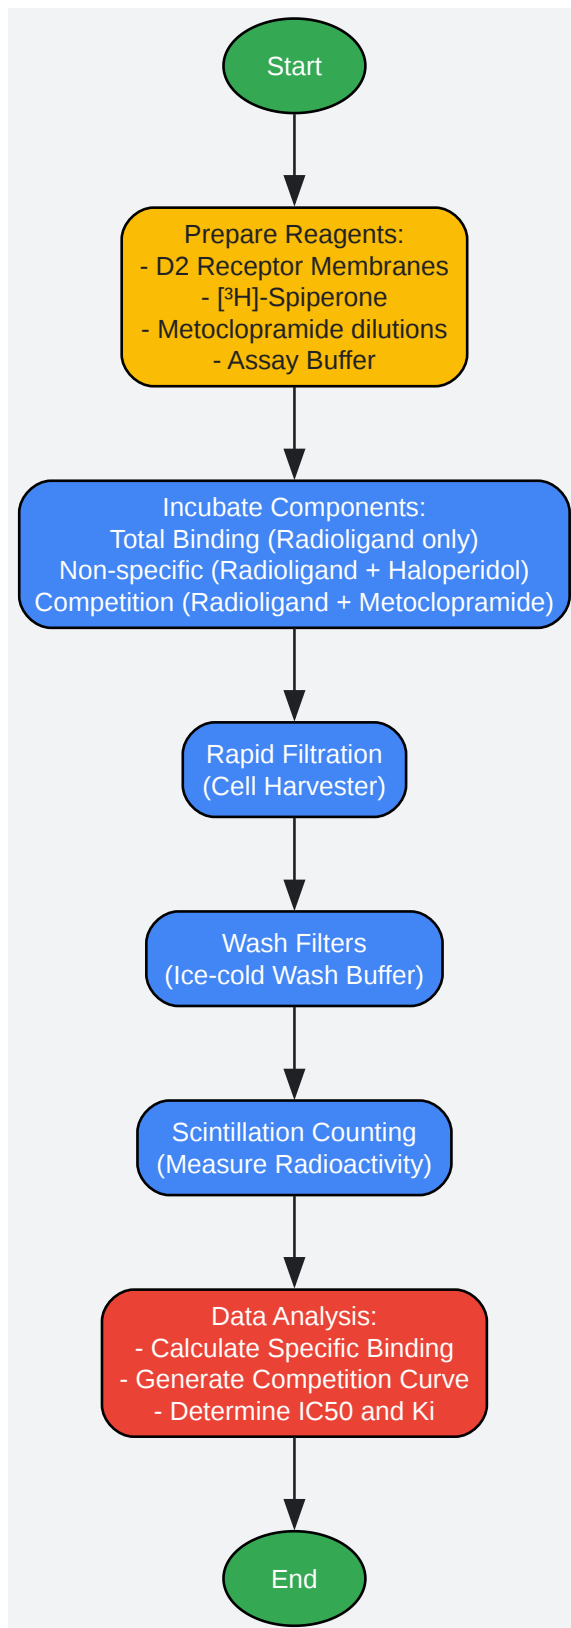 Start
Prepare Reagents:
- D2 Receptor Membranes
- [³H]-Spiperone
- Metoclopramide dilutions
- Assay Buffer
Incubate Components:
Total Binding (Radioligand only)
Non-specific (Radioligand + Haloperidol)
Competition (Radioligand + Metoclopramide)
Rapid Filtration
(Cell Harvester)
Wash Filters
(Ice-cold Wash Buffer)
Scintillation Counting
(Measure Radioactivity)
Data Analysis:
- Calculate Specific Binding
- Generate Competition Curve
- Determine IC50 and Ki
End